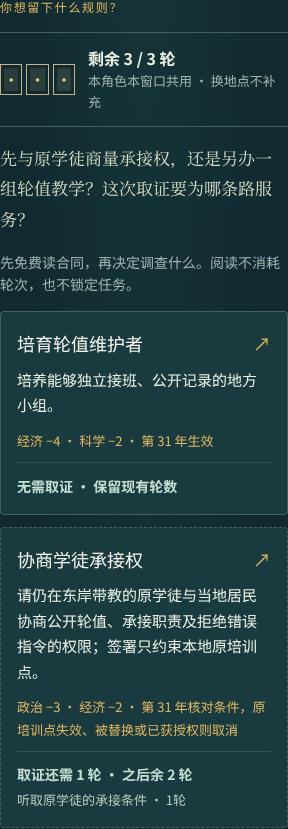 你想留下什么规则？
剩余 3 / 3 轮
本角色本窗口共用 · 换地点不补
充
先与原学徒商量承接权，还是另办一
组轮值教学？这次取证要为哪条路服
务？
先免费读合同，再决定调查什么。阅读不消耗
轮次，也不锁定任务。
培育轮值维护者 ↗
培养能够独立接班、公开记录的地方
小组。
经济 −4 · 科学 −2 · 第 31 年生效
无需取证 · 保留现有轮数
协商学徒承接权 ↗
请仍在东岸带教的原学徒与当地居民
协商公开轮值、承接职责及拒绝错误
指令的权限；签署只约束本地原培训
点。
政治 −3 · 经济 −2 · 第 31 年核对条件，原
培训点失效、被替换或已获授权则取消
取证还需 1 轮 · 之后余 2 轮
听取原学徒的承接条件 · 1轮